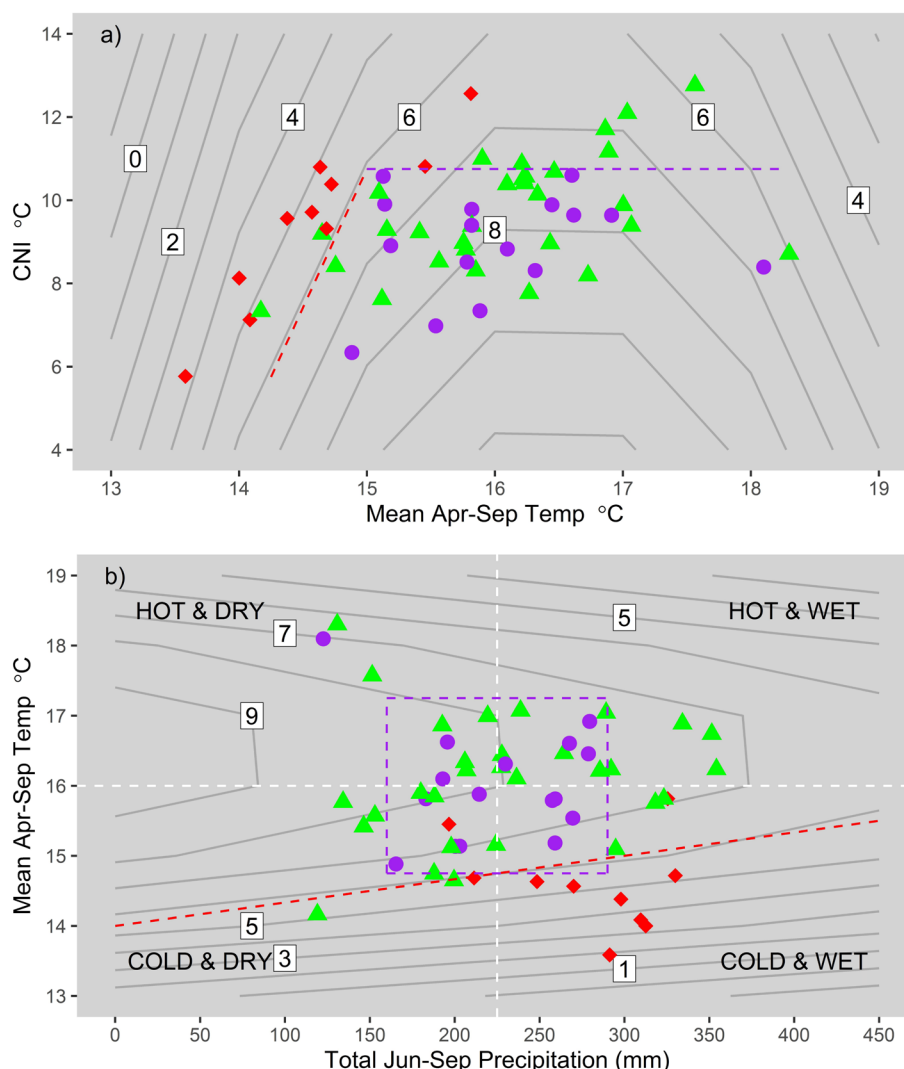 a)
14
12
10
8
6
4
CNI °C
0
2
4
6
8
6
4
13 14 15 16 17 18 19
Mean Apr-Sep Temp °C
b)
19
18
17
16
15
14
13
Mean Apr-Sep Temp °C
HOT & DRY
HOT & WET
7
5
9
5
3
1
COLD & DRY
COLD & WET
0 50 100 150 200 250 300 350 400 450
Total Jun-Sep Precipitation (mm)